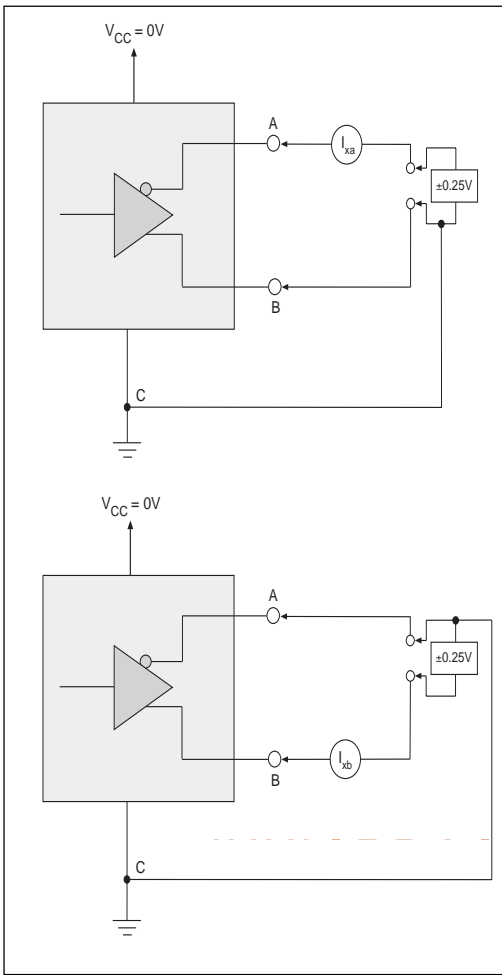 V_CC = 0V
A
I_xa
±0.25V
B
C
V_CC = 0V
A
±0.25V
I_xb
B
C